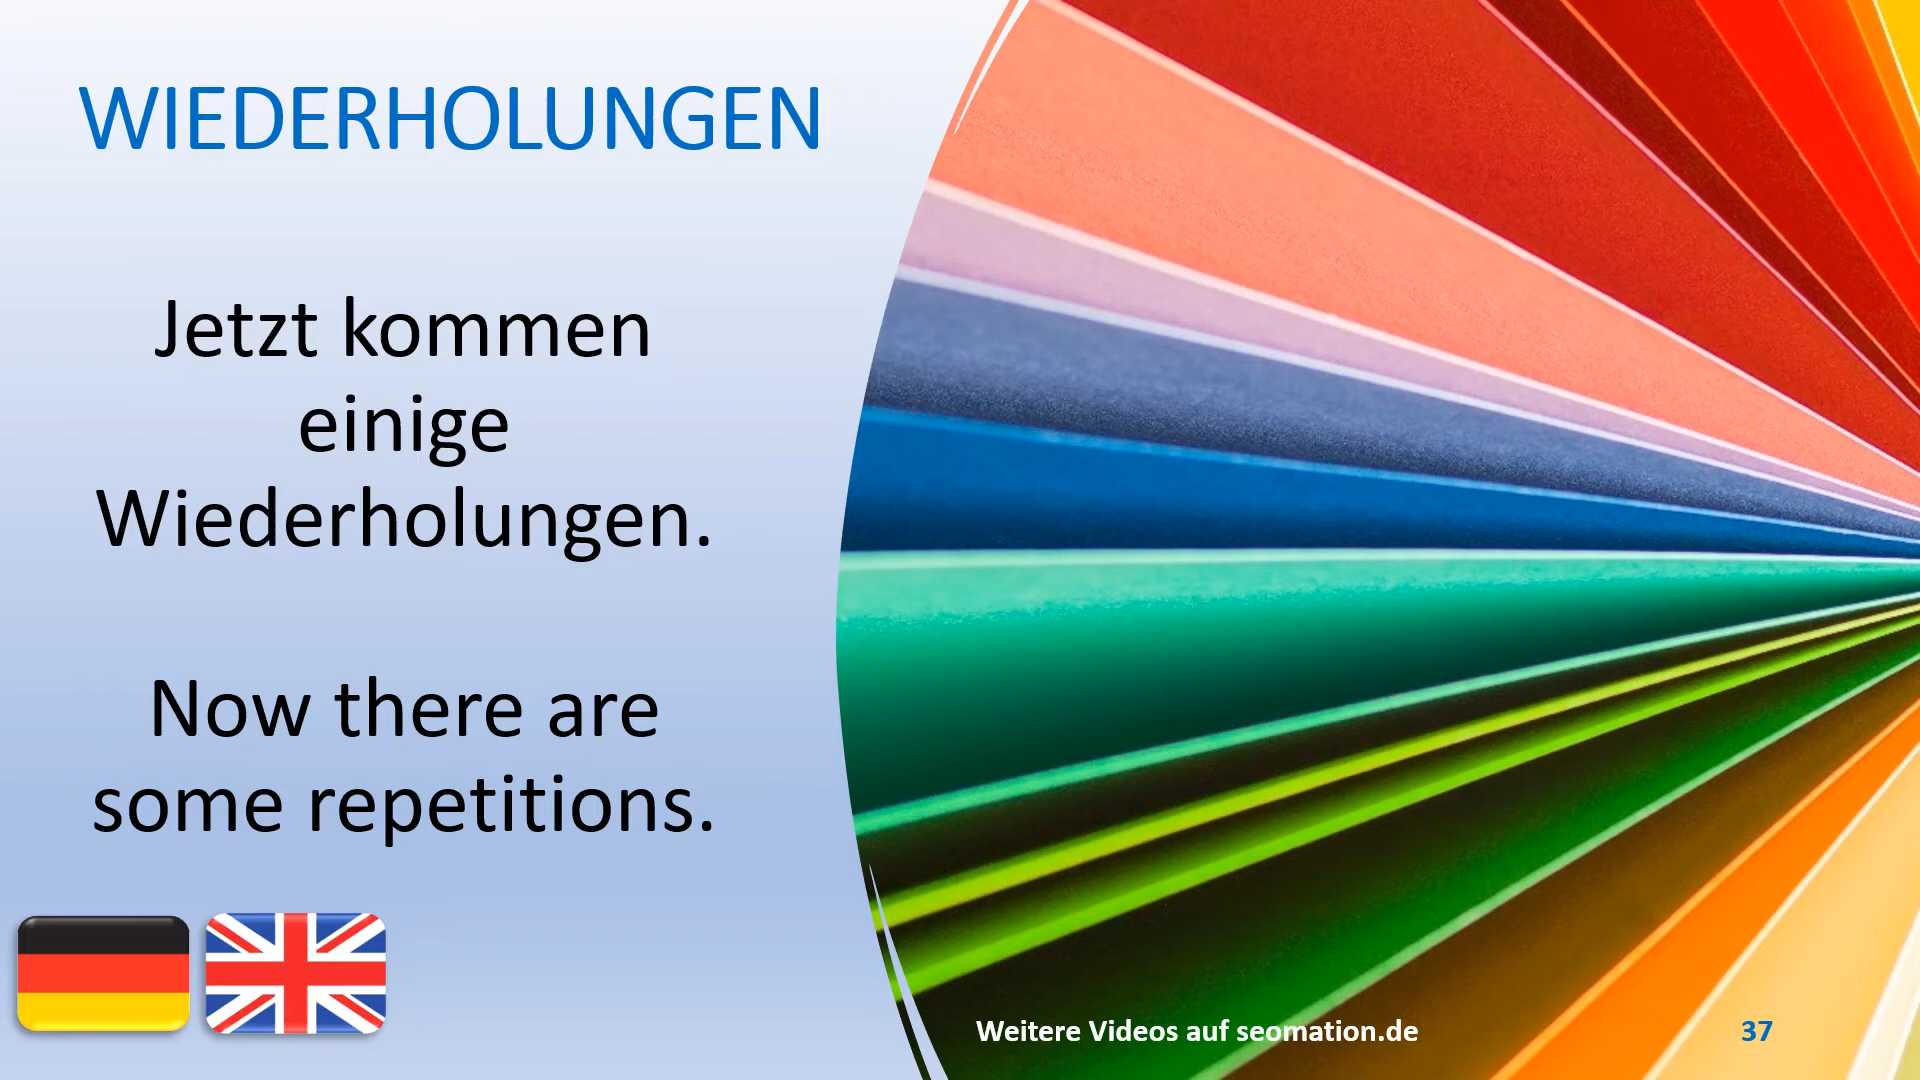 WIEDERHOLUNGEN
Jetzt kommen
einige
Wiederholungen.
Now there are
some repetitions.
Weitere Videos auf seomation.de
37